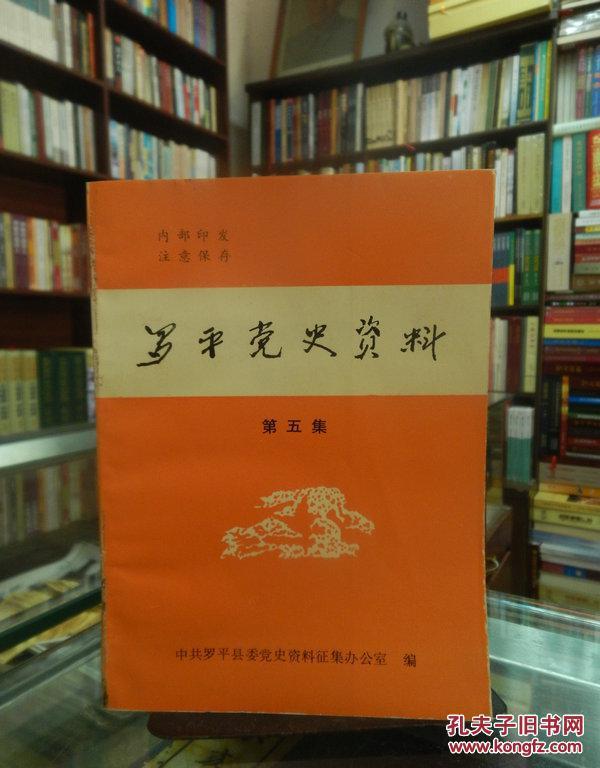 内部印发
注意保存
罗平党史资料
第五集
中共罗平县委党史资料征集办公室 编
孔夫子旧书网
www.kongfz.com